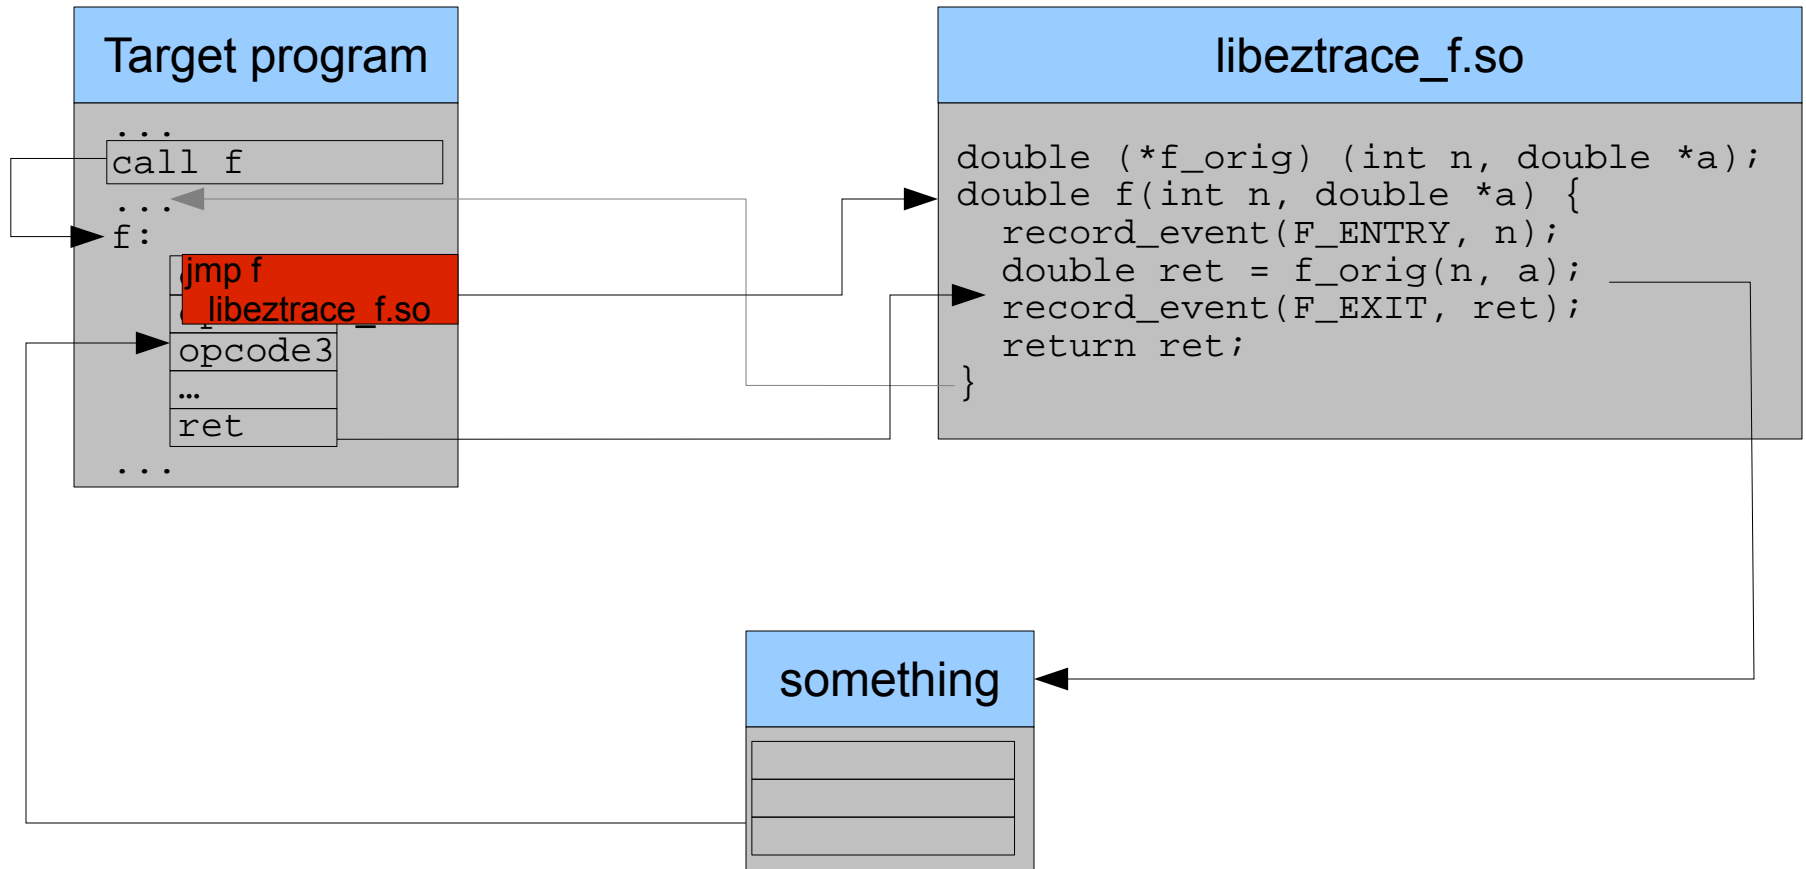 Target program
...
call f
...
f:
jmp f
libeztrace_f.so
opcode3
…
ret
...
libeztrace_f.so
double (*f_orig) (int n, double *a);
double f(int n, double *a) {
record_event(F_ENTRY, n);
double ret = f_orig(n, a);
record_event(F_EXIT, ret);
return ret;
}
something